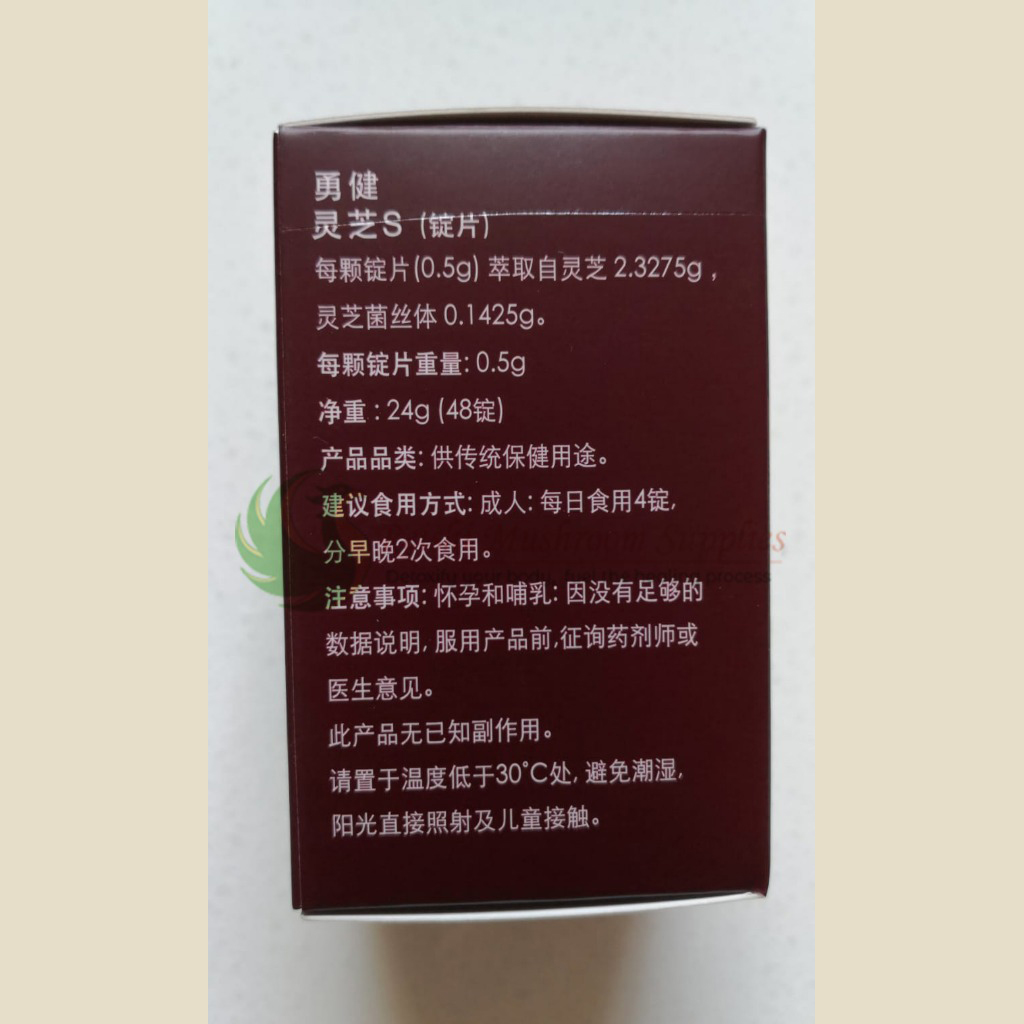 勇健
灵芝S (锭片)
每颗锭片(0.5g) 萃取自灵芝 2.3275g ,
灵芝菌丝体 0.1425g。
每颗锭片重量: 0.5g
净重 : 24g (48锭)
产品品类: 供传统保健用途。
建议食用方式: 成人: 每日食用4锭,
分早晚2次食用。
Mushroom Supplies
注意事项: 怀孕和哺乳: 因没有足够的
数据说明, 服用产品前,征询药剂师或
医生意见。
此产品无已知副作用。
请置于温度低于30°C处, 避免潮湿,
阳光直接照射及儿童接触。